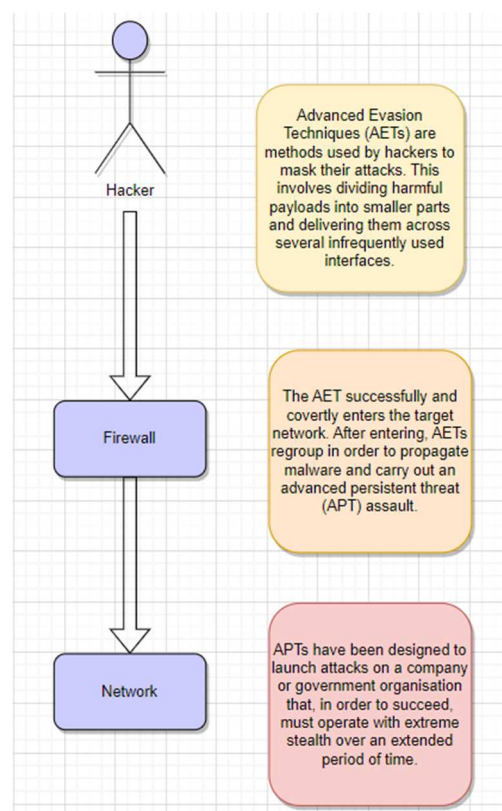 Hacker
Advanced Evasion
Techniques (AETs) are
methods used by hackers to
mask their attacks. This
involves dividing harmful
payloads into smaller parts
and delivering them across
several infrequently used
interfaces.
Firewall
The AET successfully and
covertly enters the target
network. After entering, AETs
regroup in order to propagate
malware and carry out an
advanced persistent threat
(APT) assault.
Network
APTs have been designed to
launch attacks on a company
or government organisation
that, in order to succeed,
must operate with extreme
stealth over an extended
period of time.